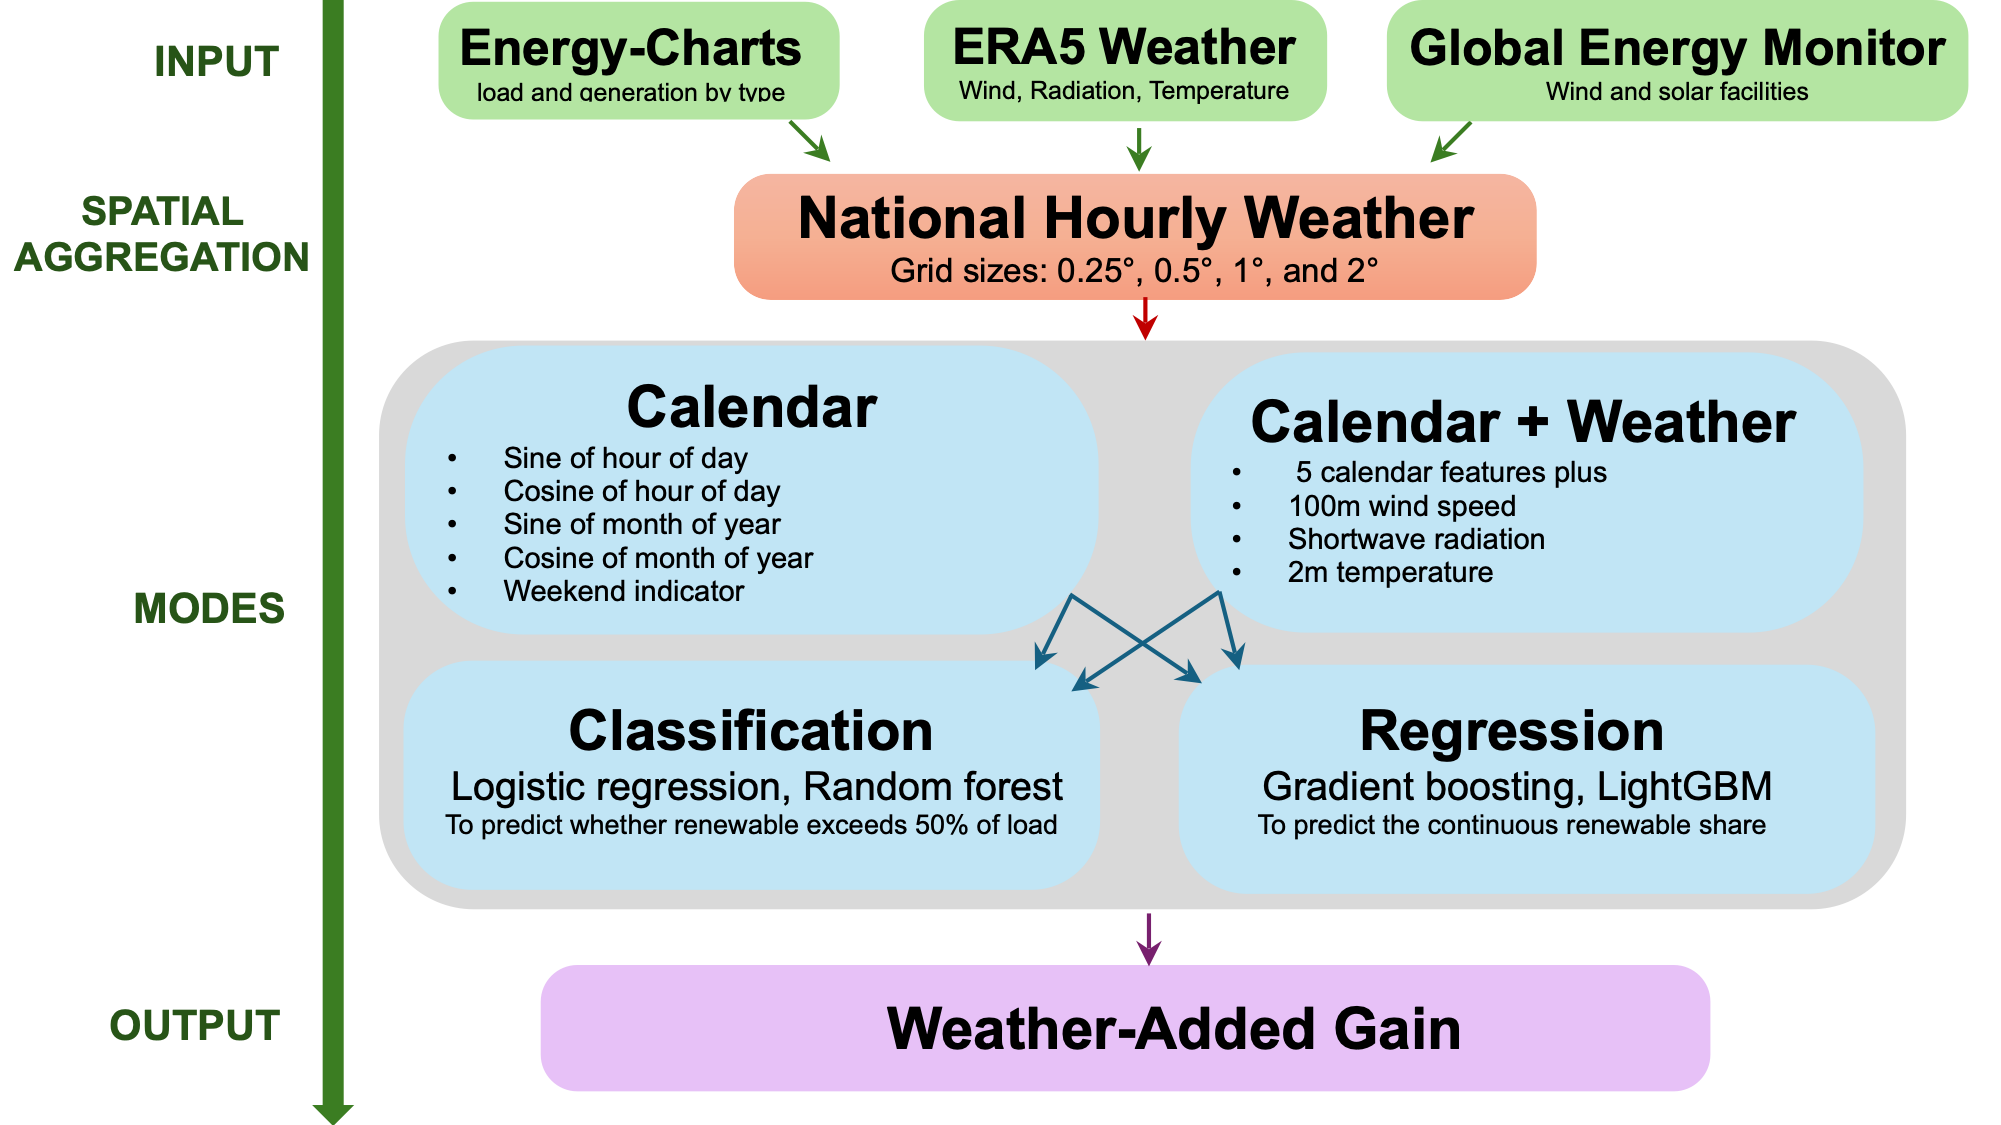 INPUT
Energy-Charts
load and generation by type
ERA5 Weather
Wind, Radiation, Temperature
Global Energy Monitor
Wind and solar facilities
SPATIAL
AGGREGATION
National Hourly Weather
Grid sizes: 0.25°, 0.5°, 1°, and 2°
MODES
Calendar
• Sine of hour of day
• Cosine of hour of day
• Sine of month of year
• Cosine of month of year
• Weekend indicator
Calendar + Weather
• 5 calendar features plus
• 100m wind speed
• Shortwave radiation
• 2m temperature
Classification
Logistic regression, Random forest
To predict whether renewable exceeds 50% of load
Regression
Gradient boosting, LightGBM
To predict the continuous renewable share
OUTPUT
Weather-Added Gain